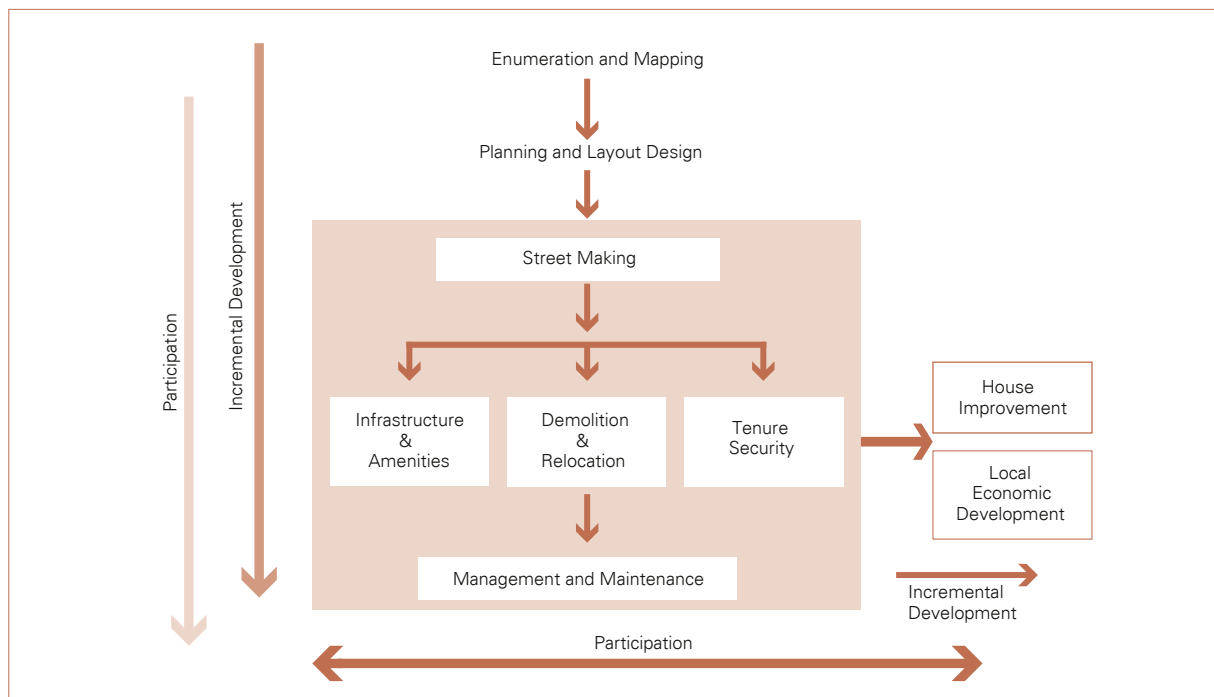 Enumeration and Mapping
Planning and Layout Design
Participation
Incremental Development
Street Making
Infrastructure
&
Amenities
Demolition
&
Relocation
Tenure
Security
House
Improvement
Local
Economic
Development
Management and Maintenance
Incremental
Development
Participation